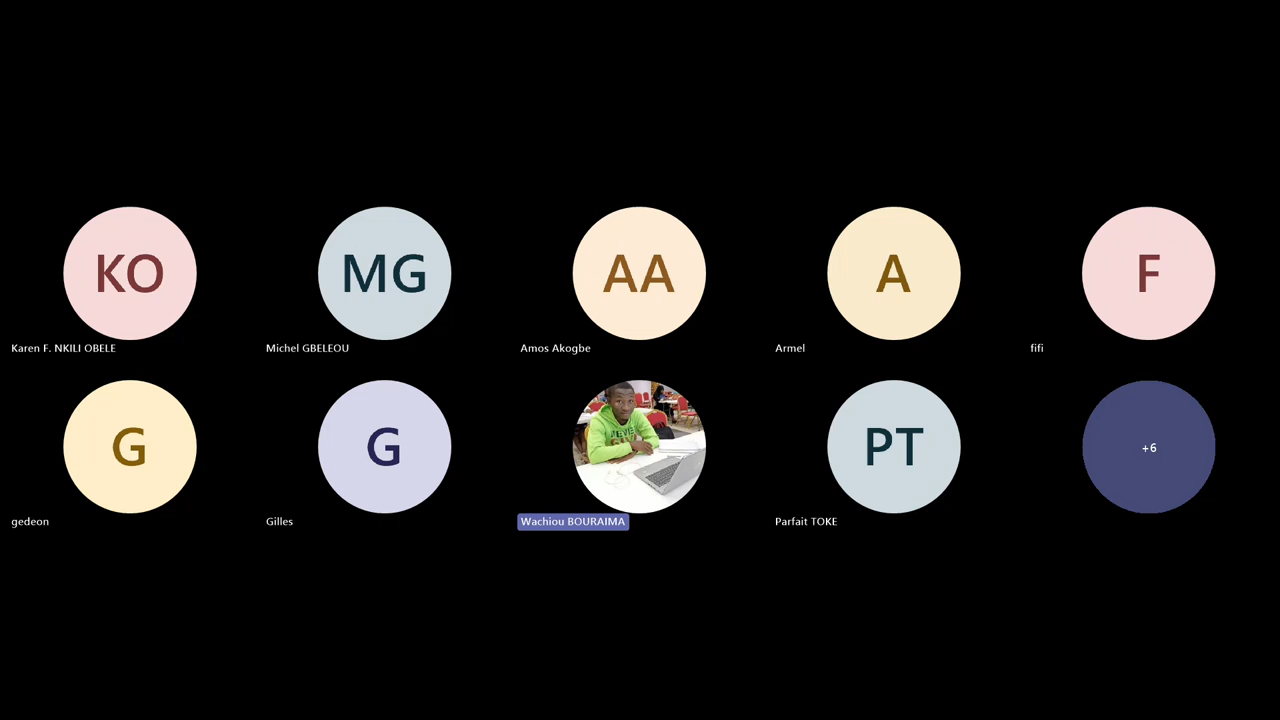 KO
MG
AA
A
F
Karen F. NKILI OBELE
Michel GBELEOU
Amos Akogbe
Armel
fifi
G
G
NEVER
PT
+6
gedeon
Gilles
Wachiou BOURAIMA
Parfait TOKE